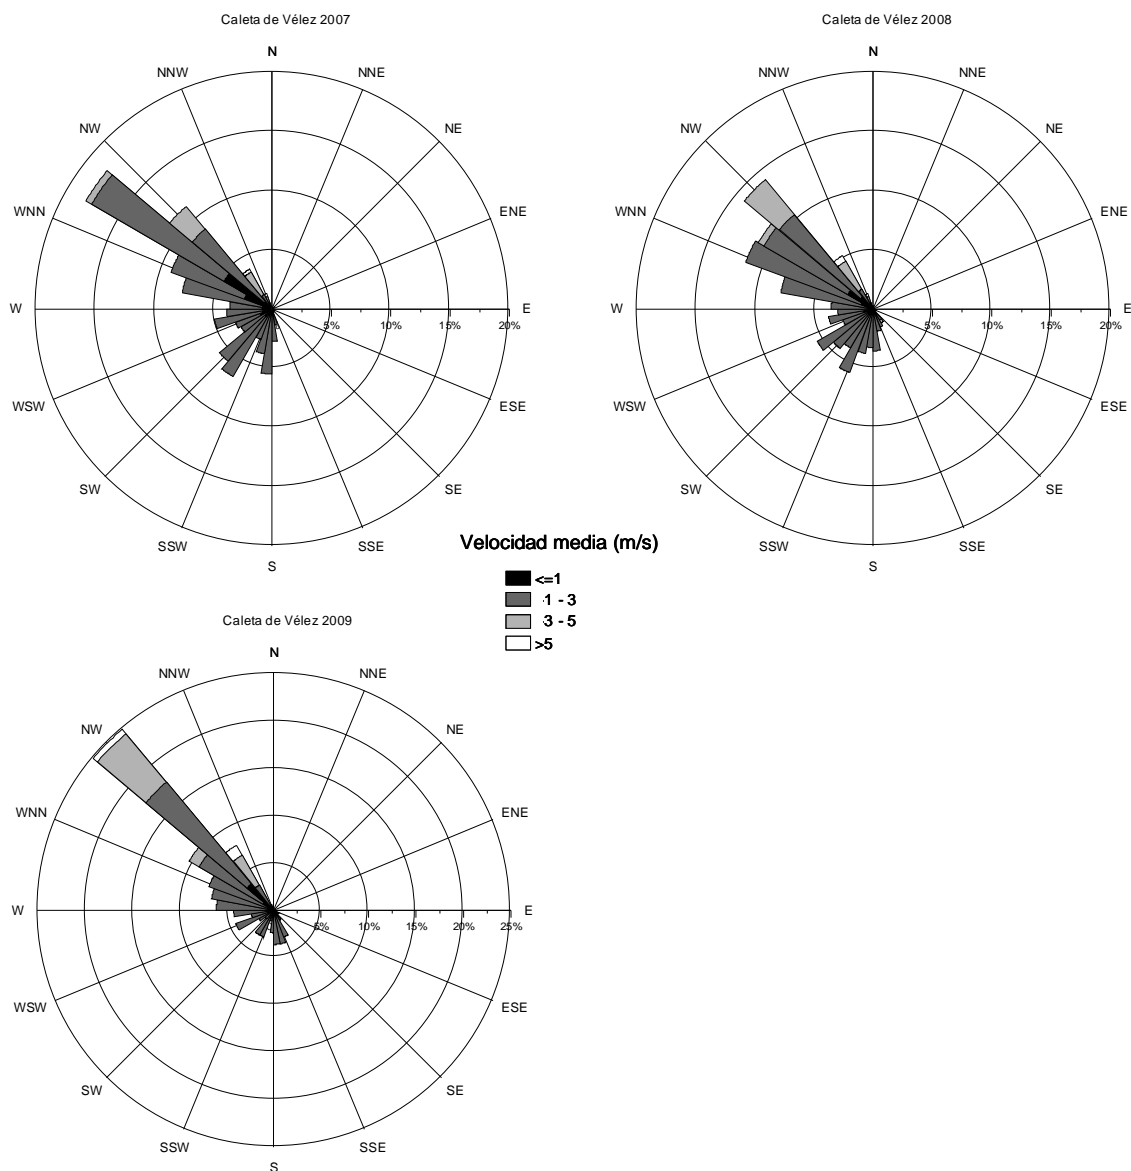 Caleta de Vélez 2007
N
NNW
NNE
NW
NE
WNN
ENE
W
E
5%
10%
15%
20%
WSW
ESE
SW
SE
SSW
SSE
S
Caleta de Vélez 2008
N
NNW
NNE
NW
NE
WNN
ENE
W
E
5%
10%
15%
20%
WSW
ESE
SW
SE
SSW
SSE
S
Velocidad media (m/s)
<=1
1 - 3
3 - 5
>5
Caleta de Vélez 2009
N
NNW
NNE
NW
NE
WNN
ENE
W
E
5%
10%
15%
20%
25%
WSW
ESE
SW
SE
SSW
SSE
S